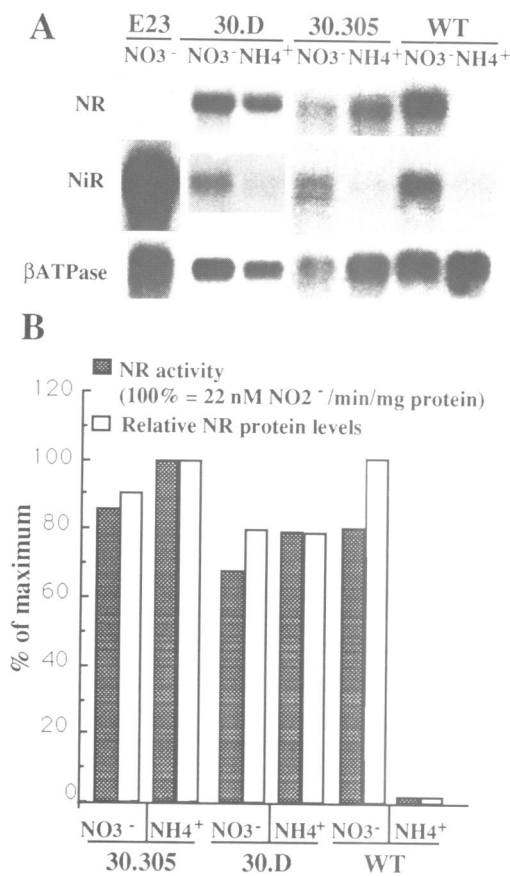 A
E23 30.D 30.305 WT
NO3- NO3-NH4+ NO3-NH4+ NO3-NH4+
NR
NiR
βATPase
B
NR activity
(100% = 22 nM NO2-/min/mg protein)
Relative NR protein levels
% of maximum
120
100
80
60
40
20
0
NO3- NH4+ NO3- NH4+ NO3- NH4+
30.305 30.D WT